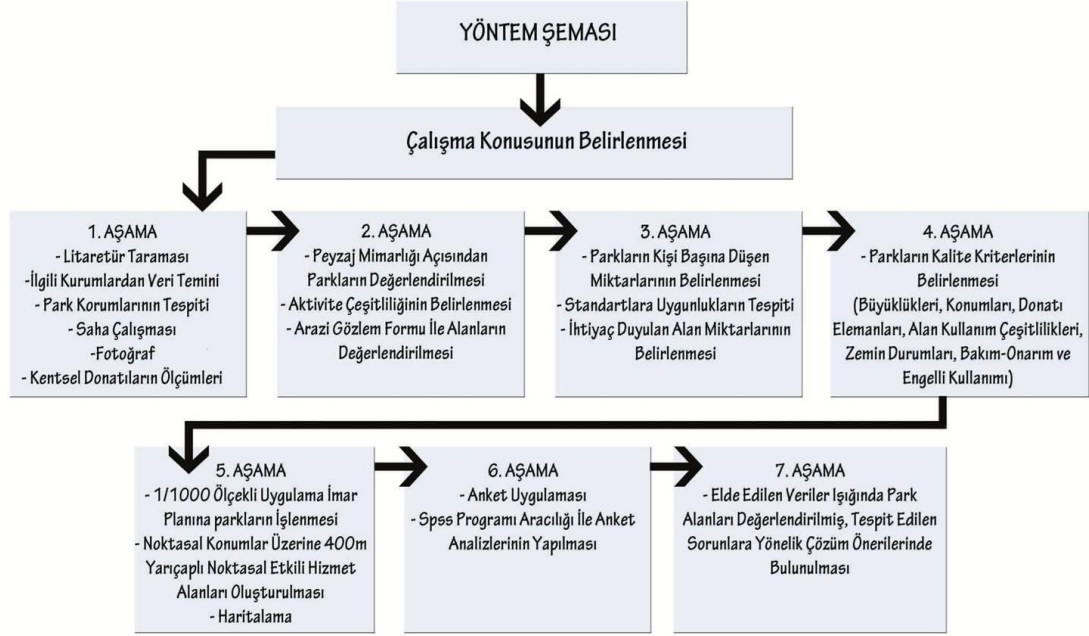 YÖNTEM ŞEMASI
Çalışma Konusunun Belirlenmesi
1. AŞAMA
- Litaretür Taraması
-İlgili Kurumlardan Veri Temini
- Park Korumlarının Tespiti
- Saha Çalışması
-Fotoğraf
- Kentsel Donatıların Ölçümleri
2. AŞAMA
- Peyzaj Mimarlığı Açısından
Parkların Değerlendirilmesi
- Aktivite Çeşitliliğinin Belirlenmesi
- Arazi Gözlem Formu İle Alanların
Değerlendirilmesi
3. AŞAMA
- Parkların Kişi Başına Düşen
Miktarlarının Belirlenmesi
- Standartlara Uygunlukların Tespiti
- İhtiyaç Duyulan Alan Miktarlarının
Belirlenmesi
4. AŞAMA
- Parkların Kalite Kriterlerinin
Belirlenmesi
(Büyüklükleri, Konumları, Donatı
Elemanları, Alan Kullanım Çeşitlilikleri,
Zemin Durumları, Bakım-Onarım ve
Engelli Kullanımı)
5. AŞAMA
- 1/1000 Ölçekli Uygulama İmar
Planına parkların İşlenmesi
- Noktasal Konumlar Üzerine 400m
Yarıçaplı Noktasal Etkili Hizmet
Alanları Oluşturulması
- Haritalama
6. AŞAMA
- Anket Uygulaması
- Spss Programı Aracılığı İle Anket
Analizlerinin Yapılması
7. AŞAMA
- Elde Edilen Veriler Işığında Park
Alanları Değerlendirilmiş, Tespit Edilen
Sorunlara Yönelik Çözüm Önerilerinde
Bulunulması